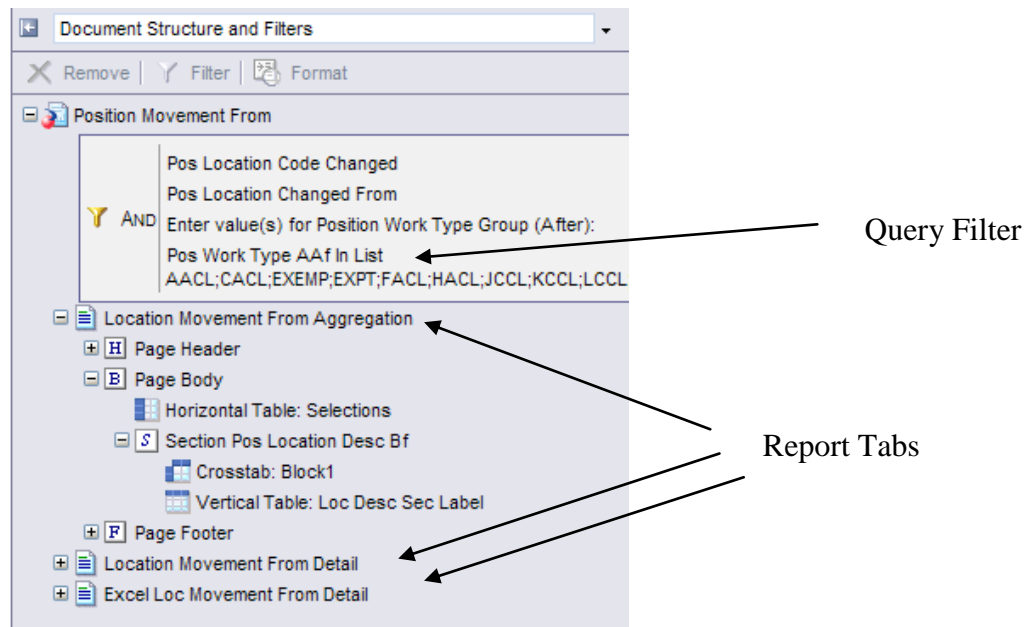 Document Structure and Filters
Remove | Filter | Format
Position Movement From
Pos Location Code Changed
Pos Location Changed From
AND
Enter value(s) for Position Work Type Group (After):
Pos Work Type AAf In List
AACL;CACL;EXEMP;EXPT;FACL;HACL;JCCL;KCCL;LCCL
Query Filter
Location Movement From Aggregation
H Page Header
B Page Body
Horizontal Table: Selections
S Section Pos Location Desc Bf
Crosstab: Block1
Vertical Table: Loc Desc Sec Label
Report Tabs
F Page Footer
Location Movement From Detail
Excel Loc Movement From Detail